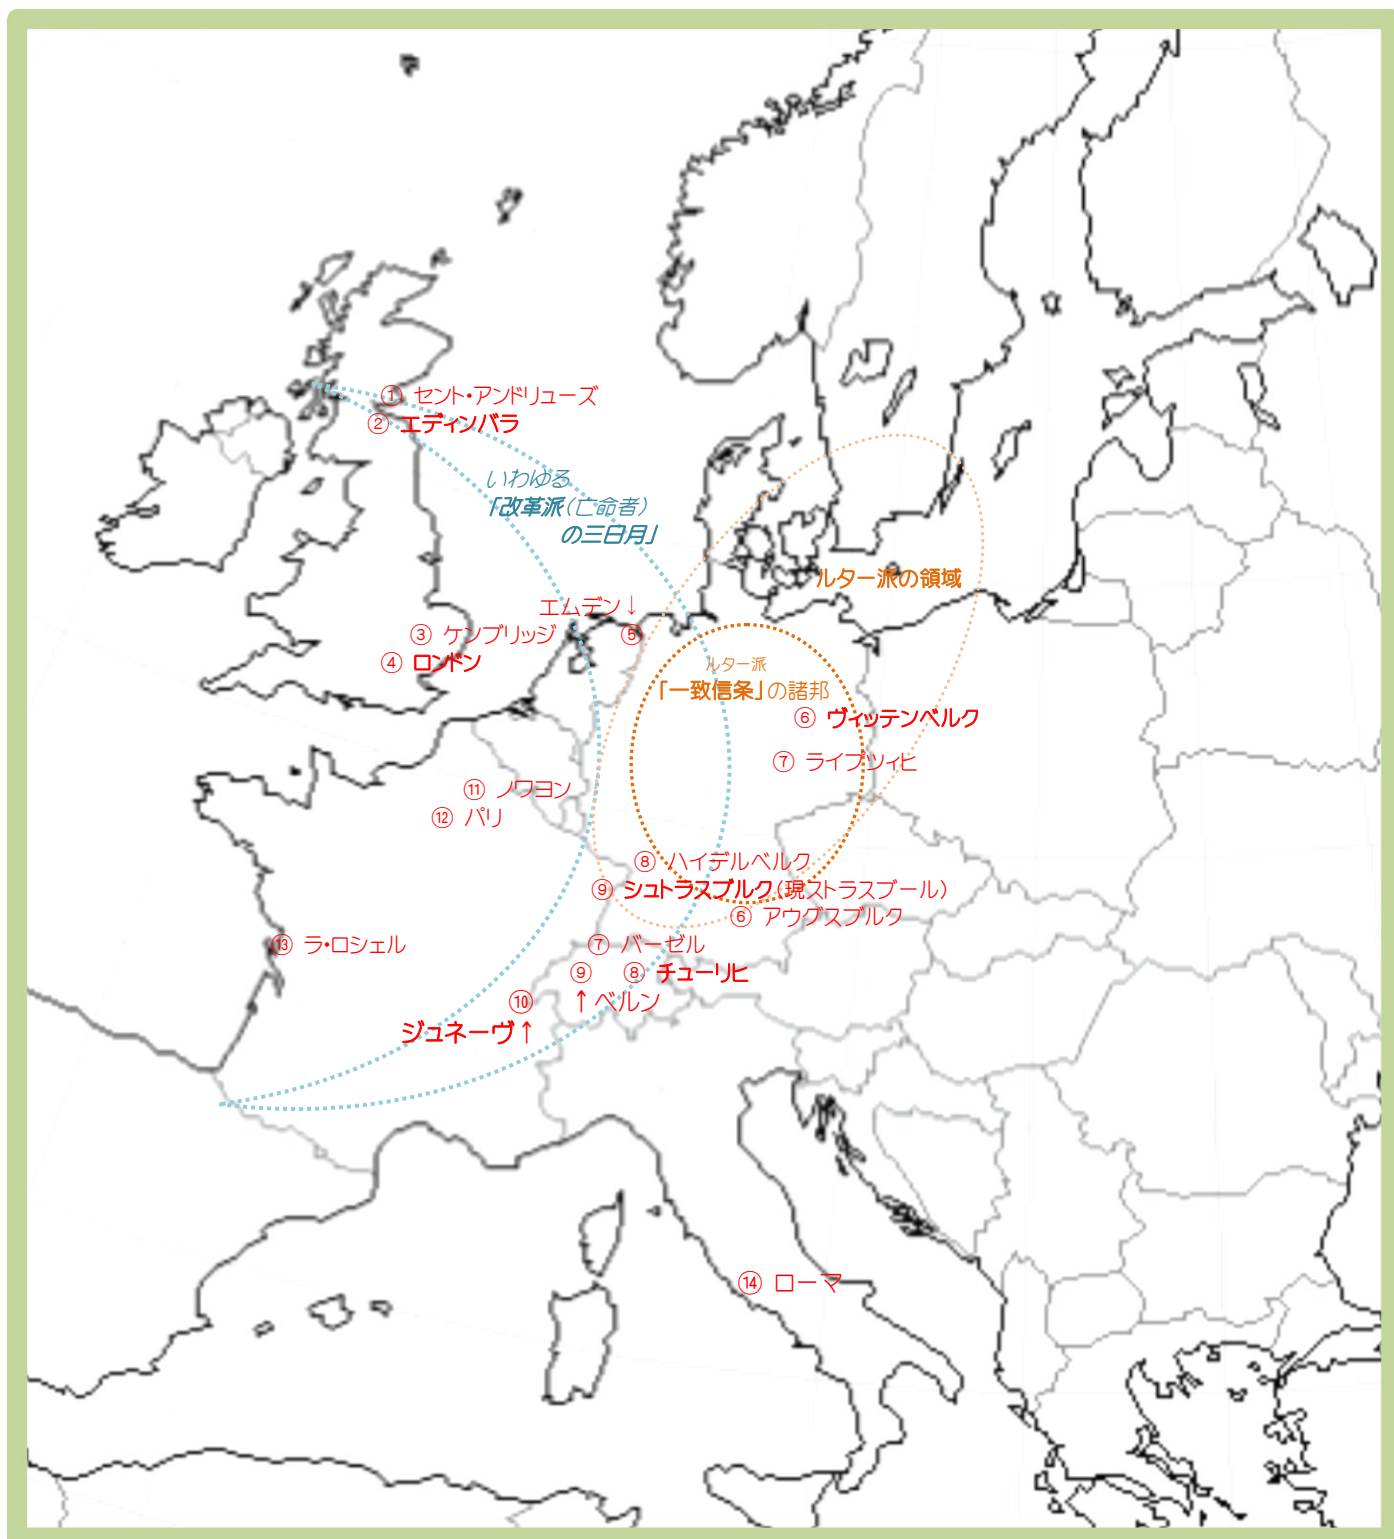 ① セント・アンドリューズ
② エディンバラ
いわゆる
「改革派(亡命者)
の三日月」
ルター派の領域
エムデン↓
③ ケンブリッジ
⑤
④ ロンドン
ルター派
「一致信条」の諸邦
⑥ ヴィッテンベルク
⑦ ライプツィヒ
⑪ ノワヨン
⑫ パリ
⑧ ハイデルベルク
⑨ シュトラスブルク(現ストラスブール)
⑥ アウグスブルク
⑬ ラ・ロシェル
⑦ バーゼル
⑨
⑧ チューリヒ
⑩
↑ベルン
ジュネーヴ↑
⑭ ローマ